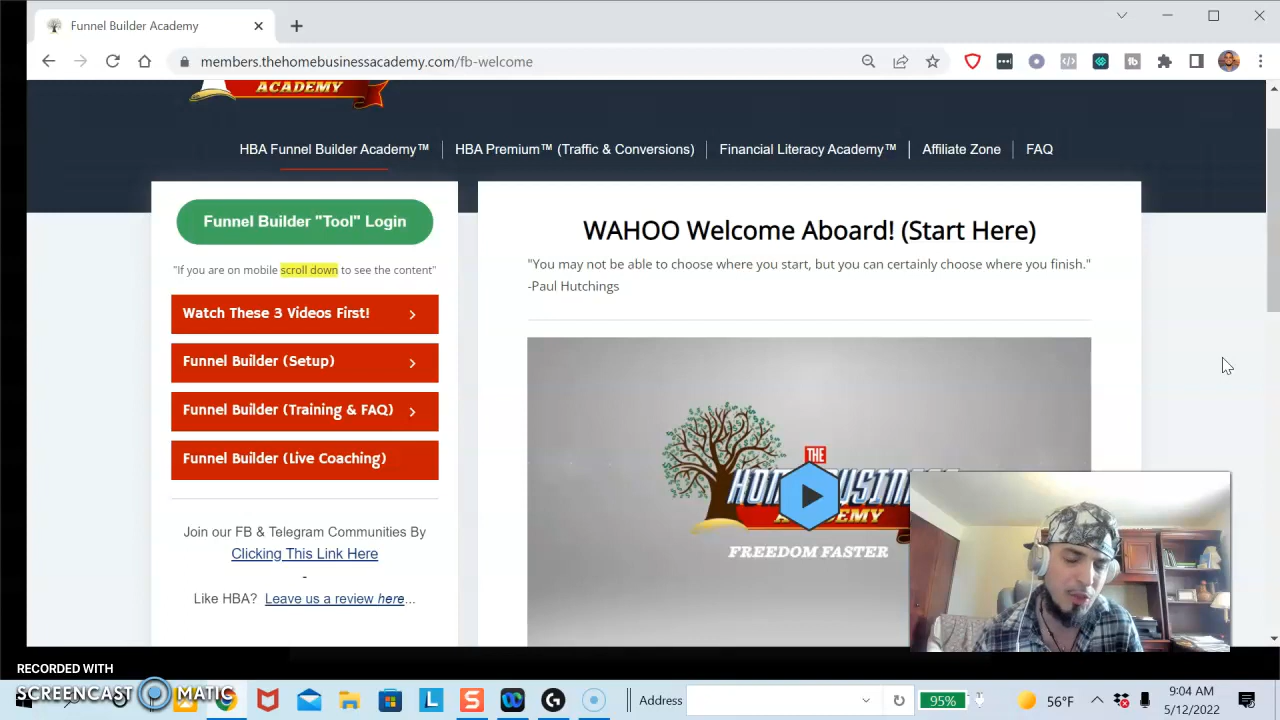 Funnel Builder Academy
members.thehomebusinessacademy.com/fb-welcome
ACADEMY
HBA Funnel Builder Academy™
HBA Premium™ (Traffic & Conversions)
Financial Literacy Academy™
Affiliate Zone
FAQ
Funnel Builder "Tool" Login
"If you are on mobile scroll down to see the content"
Watch These 3 Videos First!
Funnel Builder (Setup)
Funnel Builder (Training & FAQ)
Funnel Builder (Live Coaching)
Join our FB & Telegram Communities By
Clicking This Link Here
-
Like HBA? Leave us a review here...
WAHOO Welcome Aboard! (Start Here)
"You may not be able to choose where you start, but you can certainly choose where you finish."
-Paul Hutchings
THE
FREEDOM FASTER
RECORDED WITH
SCREENCAST MATIC
Address
95%
56°F
9:04 AM
5/12/2022